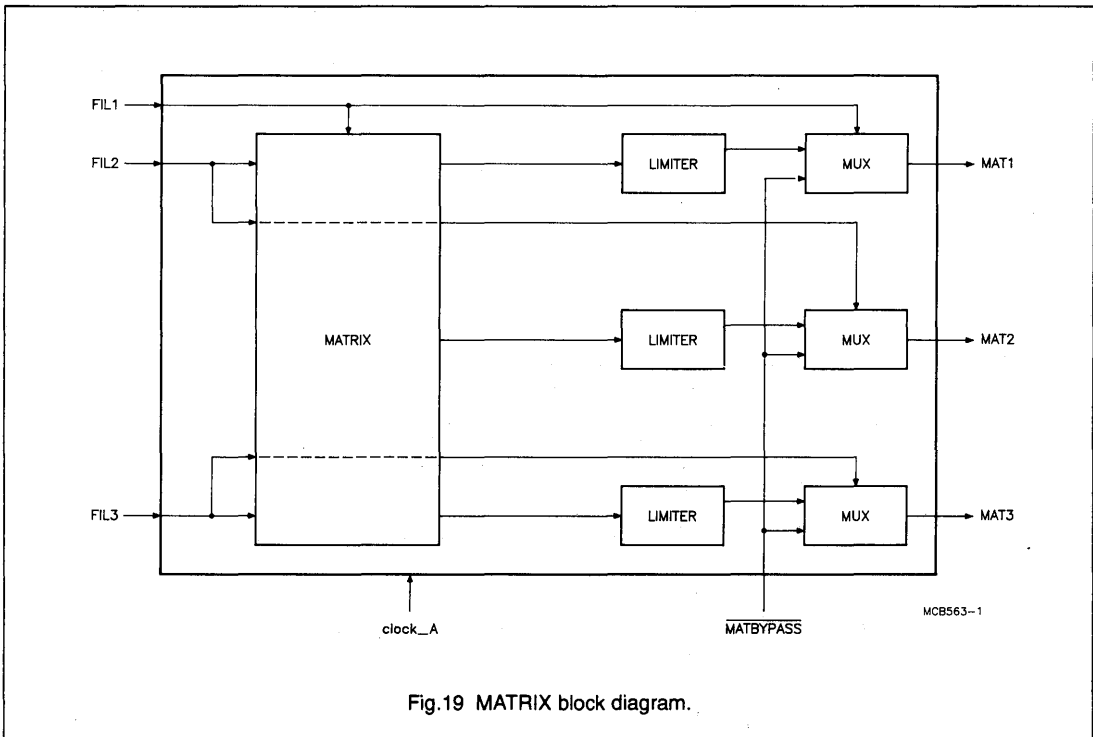 FIL1
FIL2
LIMITER
MUX
MAT1
MATRIX
LIMITER
MUX
MAT2
FIL3
LIMITER
MUX
MAT3
MCB563-1
clock_A
MATBYPASS
Fig.19 MATRIX block diagram.